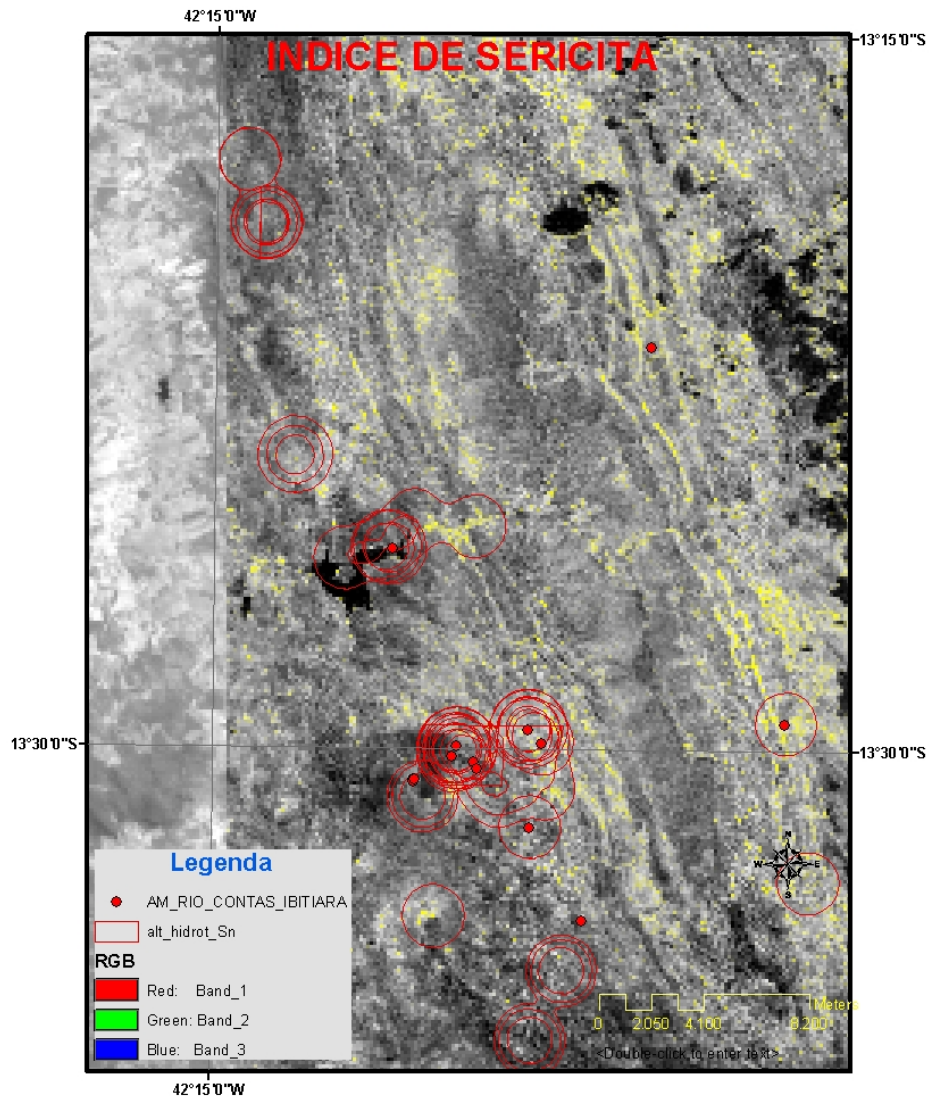 42°15'0"W
13°15'0"S
INDICE DE SERICITA
13°30'0"S
13°30'0"S
N
W E
S
Legenda
AM_RIO_CONTAS_IBITIARA
alt_hidrot_Sn
RGB
Red: Band_1
Green: Band_2
Blue: Band_3
Meters
0 2.050 4.100 8.200
<Double-click to enter text>
42°15'0"W